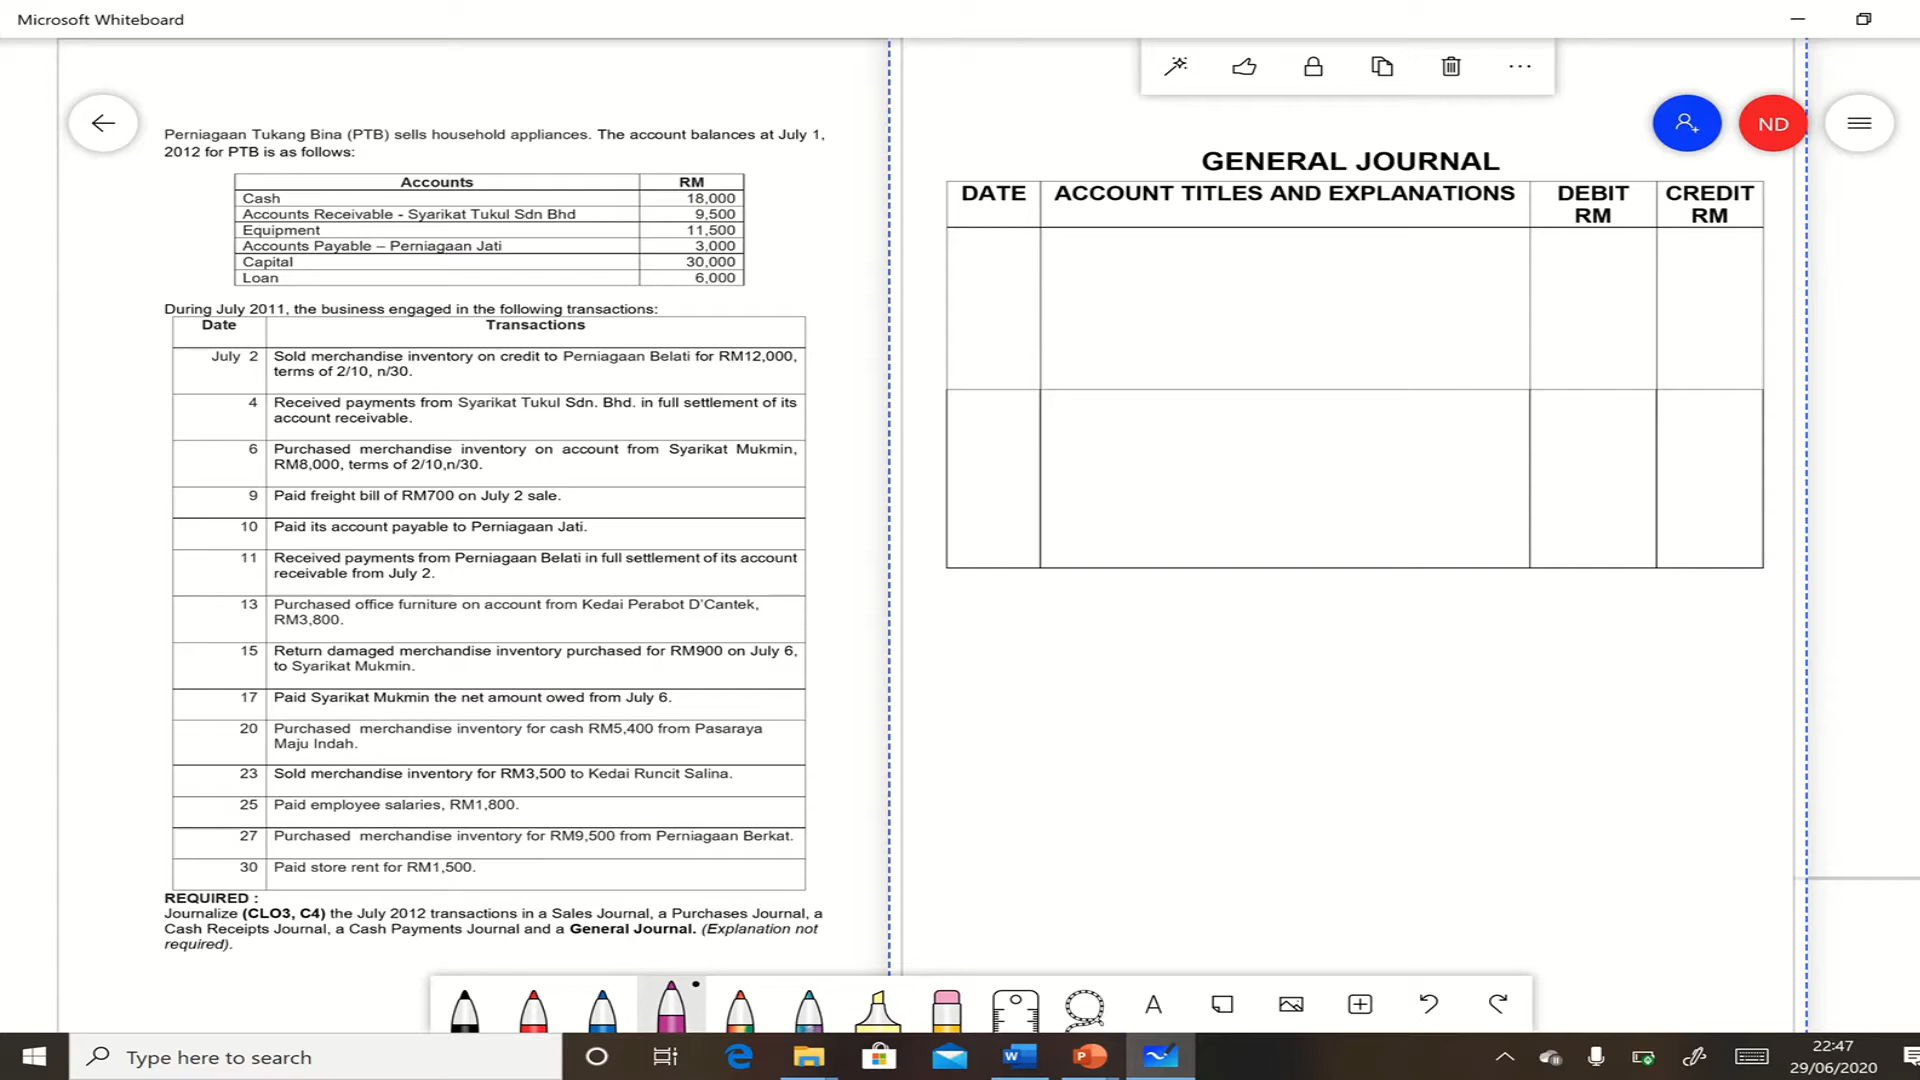 Microsoft Whiteboard
Perniagaan Tukang Bina (PTB) sells household appliances. The account balances at July 1,
2012 for PTB is as follows:
Accounts RM
Cash 18,000
Accounts Receivable - Syarikat Tukul Sdn Bhd 9,500
Equipment 11,500
Accounts Payable – Perniagaan Jati 3,000
Capital 30,000
Loan 6,000
During July 2011, the business engaged in the following transactions:
Date Transactions
July 2 Sold merchandise inventory on credit to Perniagaan Belati for RM12,000,
terms of 2/10, n/30.
4 Received payments from Syarikat Tukul Sdn. Bhd. in full settlement of its
account receivable.
6 Purchased merchandise inventory on account from Syarikat Mukmin,
RM8,000, terms of 2/10,n/30.
9 Paid freight bill of RM700 on July 2 sale.
10 Paid its account payable to Perniagaan Jati.
11 Received payments from Perniagaan Belati in full settlement of its account
receivable from July 2.
13 Purchased office furniture on account from Kedai Perabot D'Cantek,
RM3,800.
15 Return damaged merchandise inventory purchased for RM900 on July 6,
to Syarikat Mukmin.
17 Paid Syarikat Mukmin the net amount owed from July 6.
20 Purchased merchandise inventory for cash RM5,400 from Pasaraya
Maju Indah.
23 Sold merchandise inventory for RM3,500 to Kedai Runcit Salina.
25 Paid employee salaries, RM1,800.
27 Purchased merchandise inventory for RM9,500 from Perniagaan Berkat.
30 Paid store rent for RM1,500.
REQUIRED :
Journalize (CLO3, C4) the July 2012 transactions in a Sales Journal, a Purchases Journal, a
Cash Receipts Journal, a Cash Payments Journal and a General Journal. (Explanation not
required).
ND
GENERAL JOURNAL
DATE ACCOUNT TITLES AND EXPLANATIONS DEBIT CREDIT
RM RM
A
Type here to search
22:47
29/06/2020